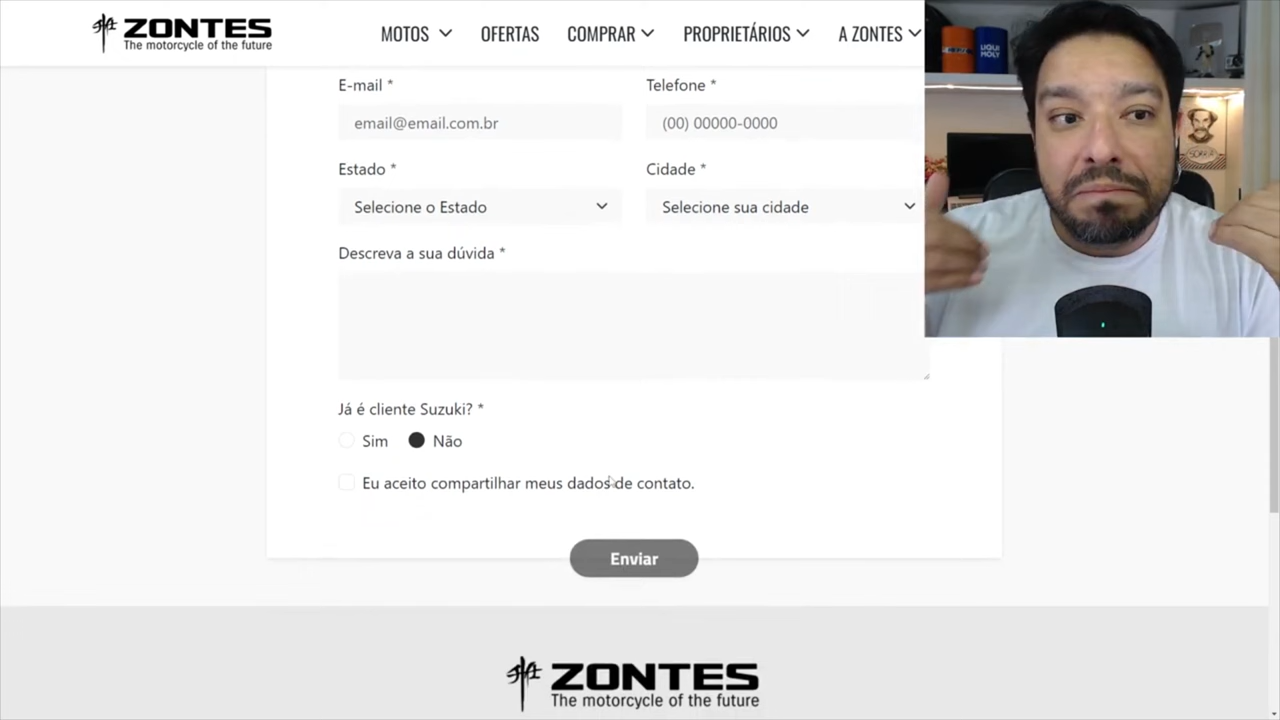 ZONTES
The motorcycle of the future
MOTOS OFERTAS COMPRAR PROPRIETÁRIOS A ZONTES
LIQUI
MOLY
E-mail * Telefone *
email@email.com.br (00) 00000-0000
Estado * Cidade *
Selecione o Estado Selecione sua cidade
Descreva a sua dúvida *
Já é cliente Suzuki? *
Sim Não
Eu aceito compartilhar meus dados de contato.
Enviar
ZONTES
The motorcycle of the future